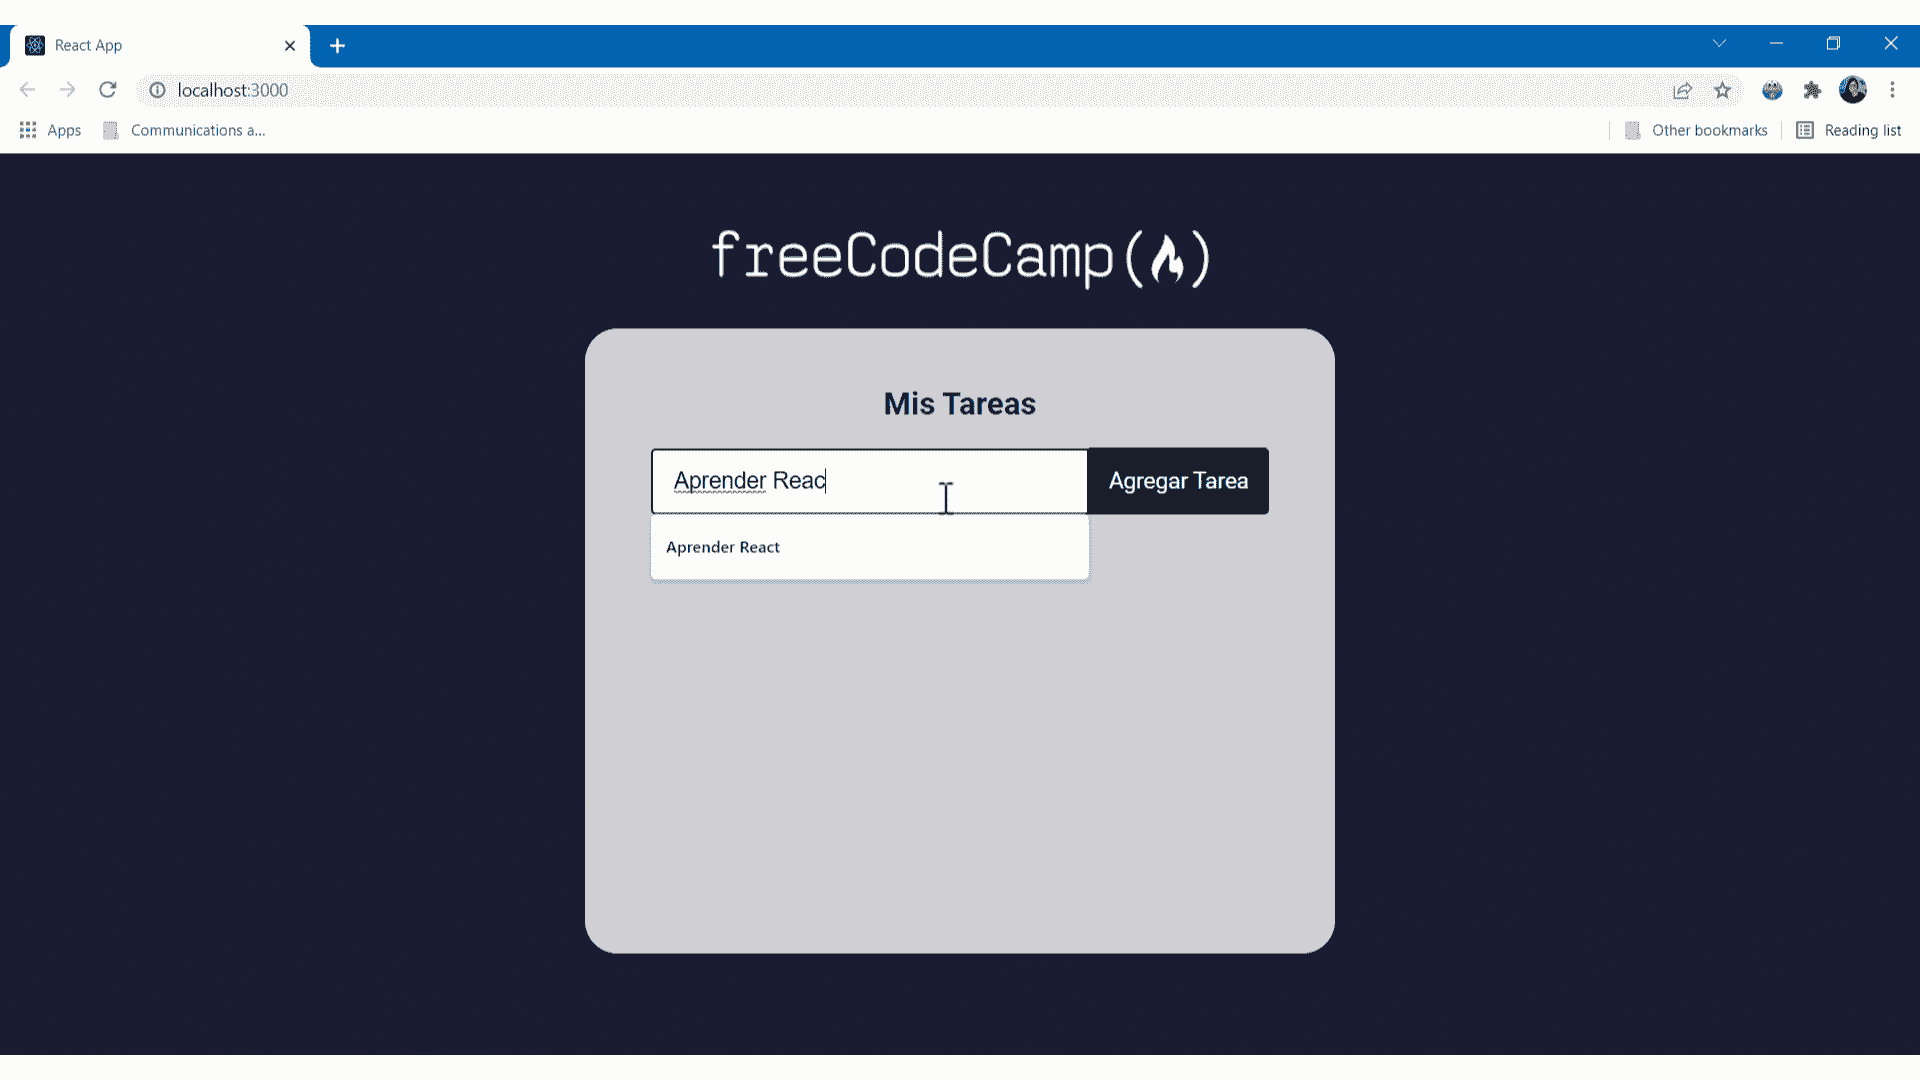 React App
localhost:3000
Apps
Communications a...
Other bookmarks
Reading list
freeCodeCamp( )
Mis Tareas
Aprender Reac
Agregar Tarea
Aprender React